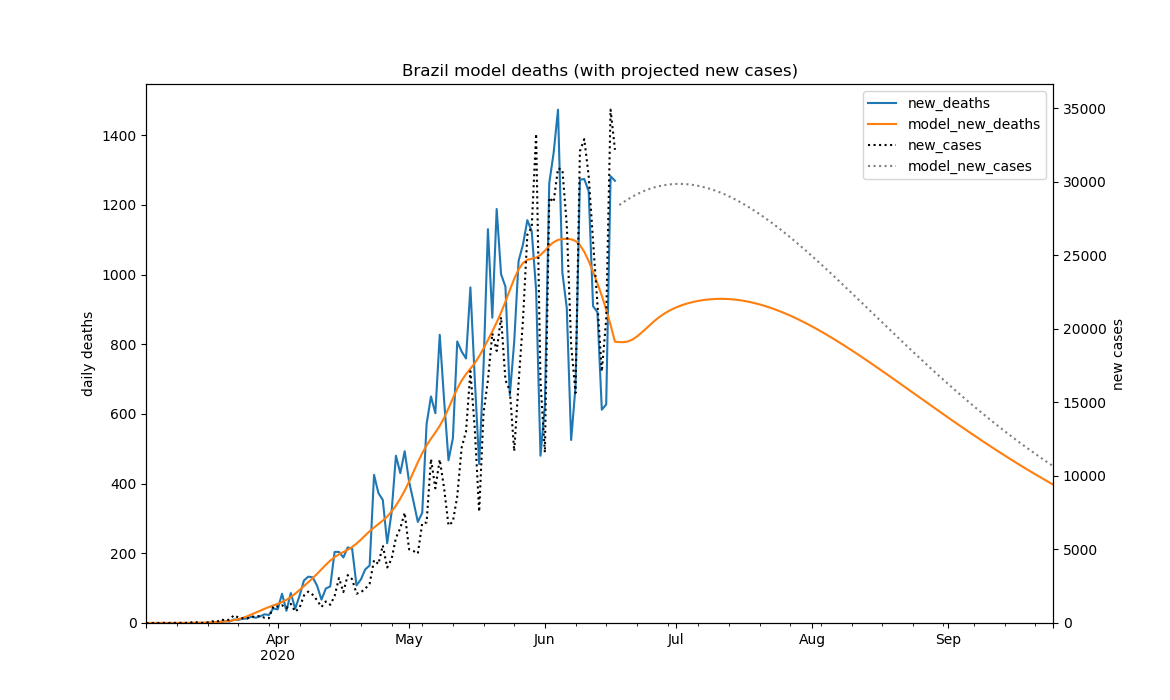 Brazil model deaths (with projected new cases)
new_deaths
model_new_deaths
new_cases
model_new_cases
daily deaths
1400
1200
1000
800
600
400
200
0
new cases
35000
30000
25000
20000
15000
10000
5000
0
Apr
2020
May
Jun
Jul
Aug
Sep